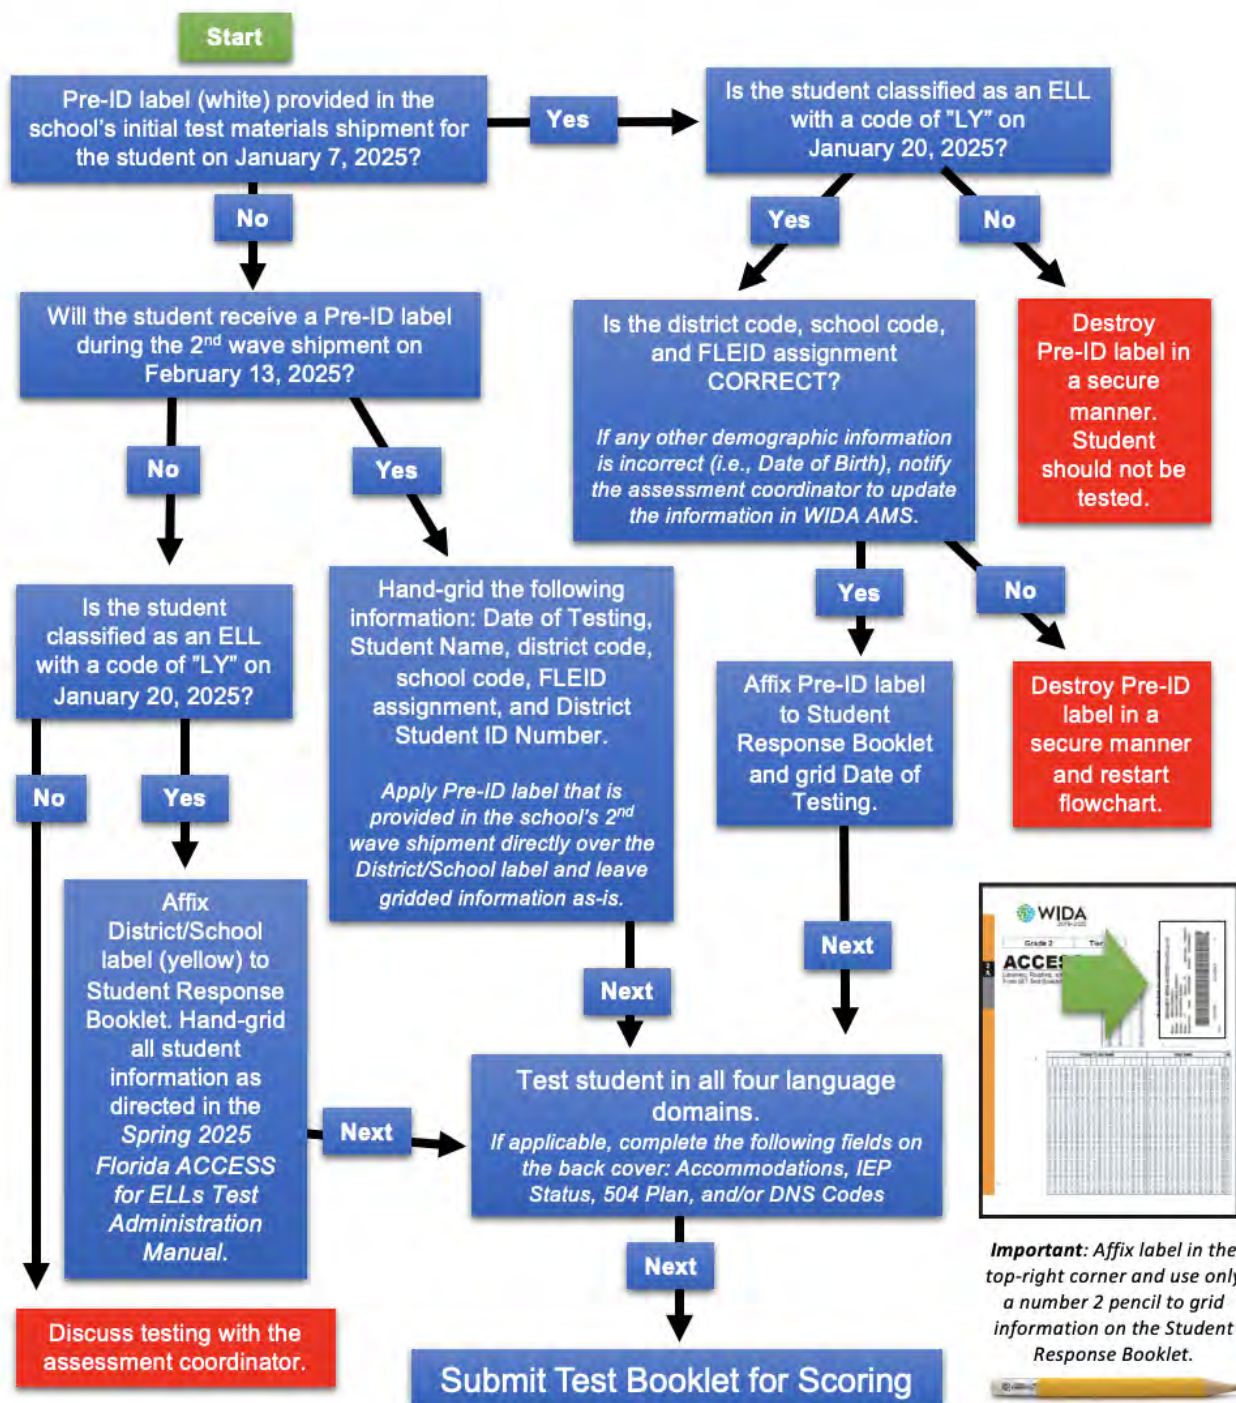 Start
Pre-ID label (white) provided in the
school's initial test materials shipment for
the student on January 7, 2025?
Yes
Is the student classified as an ELL
with a code of "LY" on
January 20, 2025?
No
Yes
No
Will the student receive a Pre-ID label
during the 2nd wave shipment on
February 13, 2025?
Is the district code, school code,
and FLEID assignment
CORRECT?
If any other demographic information
is incorrect (i.e., Date of Birth), notify
the assessment coordinator to update
the information in WIDA AMS.
Destroy
Pre-ID label in
a secure
manner.
Student
should not be
tested.
No
Yes
Yes
No
Is the student
classified as an ELL
with a code of "LY" on
January 20, 2025?
Hand-grid the following
information: Date of Testing,
Student Name, district code,
school code, FLEID
assignment, and District
Student ID Number.
Apply Pre-ID label that is
provided in the school's 2nd
wave shipment directly over the
District/School label and leave
gridded information as-is.
Affix Pre-ID label
to Student
Response Booklet
and grid Date of
Testing.
Destroy Pre-ID
label in a
secure manner
and restart
flowchart.
No
Yes
Affix
District/School
label (yellow) to
Student Response
Booklet. Hand-grid
all student
information as
directed in the
Spring 2025
Florida ACCESS
for ELLs Test
Administration
Manual.
Next
Next
Next
WIDA
Grade 2
ACCES
Test student in all four language
domains.
If applicable, complete the following fields on
the back cover: Accommodations, IEP
Status, 504 Plan, and/or DNS Codes
Next
Important: Affix label in the
top-right corner and use only
a number 2 pencil to grid
information on the Student
Response Booklet.
Discuss testing with the
assessment coordinator.
Submit Test Booklet for Scoring